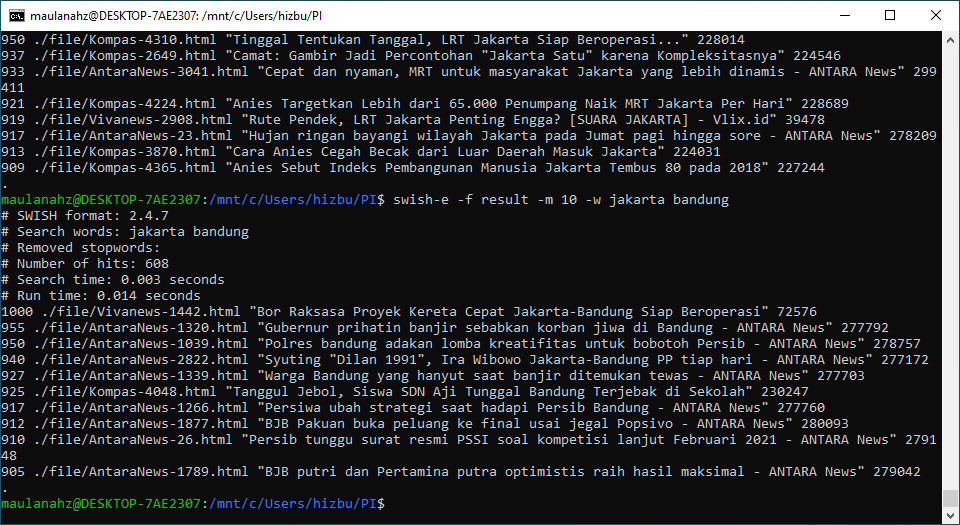 maulanahz@DESKTOP-7AE2307: /mnt/c/Users/hizbu/PI
950 ./file/Kompas-4310.html "Tinggal Tentukan Tanggal, LRT Jakarta Siap Beroperasi..." 228014
937 ./file/Kompas-2649.html "Camat: Gambir Jadi Percontohan "Jakarta Satu" karena Kompleksitasnya" 224546
933 ./file/AntaraNews-3041.html "Cepat dan nyaman, MRT untuk masyarakat Jakarta yang lebih dinamis - ANTARA News" 299
411
921 ./file/Kompas-4224.html "Anies Targetkan Lebih dari 65.000 Penumpang Naik MRT Jakarta Per Hari" 228689
919 ./file/Vivanews-2908.html "Rute Pendek, LRT Jakarta Penting Engga? [SUARA JAKARTA] - Vlix.id" 39478
917 ./file/AntaraNews-23.html "Hujan ringan bayangi wilayah Jakarta pada Jumat pagi hingga sore - ANTARA News" 278209
913 ./file/Kompas-3870.html "Cara Anies Cegah Becak dari Luar Daerah Masuk Jakarta" 224031
909 ./file/Kompas-4365.html "Anies Sebut Indeks Pembangunan Manusia Jakarta Tembus 80 pada 2018" 227244
.
maulanahz@DESKTOP-7AE2307:/mnt/c/Users/hizbu/PI$ swish-e -f result -m 10 -w jakarta bandung
# SWISH format: 2.4.7
# Search words: jakarta bandung
# Removed stopwords:
# Number of hits: 608
# Search time: 0.003 seconds
# Run time: 0.014 seconds
1000 ./file/Vivanews-1442.html "Bor Raksasa Proyek Kereta Cepat Jakarta-Bandung Siap Beroperasi" 72576
955 ./file/AntaraNews-1320.html "Gubernur prihatin banjir sebabkan korban jiwa di Bandung - ANTARA News" 277792
950 ./file/AntaraNews-1039.html "Polres bandung adakan lomba kreatifitas untuk bobotoh Persib - ANTARA News" 278757
940 ./file/AntaraNews-2822.html "Syuting "Dilan 1991", Ira Wibowo Jakarta-Bandung PP tiap hari - ANTARA News" 277172
927 ./file/AntaraNews-1339.html "Warga Bandung yang hanyut saat banjir ditemukan tewas - ANTARA News" 277703
925 ./file/Kompas-4048.html "Tanggul Jebol, Siswa SDN Aji Tunggal Bandung Terjebak di Sekolah" 230247
917 ./file/AntaraNews-1266.html "Persiwa ubah strategi saat hadapi Persib Bandung - ANTARA News" 277760
912 ./file/AntaraNews-1877.html "BJB Pakuan buka peluang ke final usai jegal Popsivo - ANTARA News" 280093
910 ./file/AntaraNews-26.html "Persib tunggu surat resmi PSSI soal kompetisi lanjut Februari 2021 - ANTARA News" 2791
48
905 ./file/AntaraNews-1789.html "BJB putri dan Pertamina putra optimistis raih hasil maksimal - ANTARA News" 279042
.
maulanahz@DESKTOP-7AE2307:/mnt/c/Users/hizbu/PI$